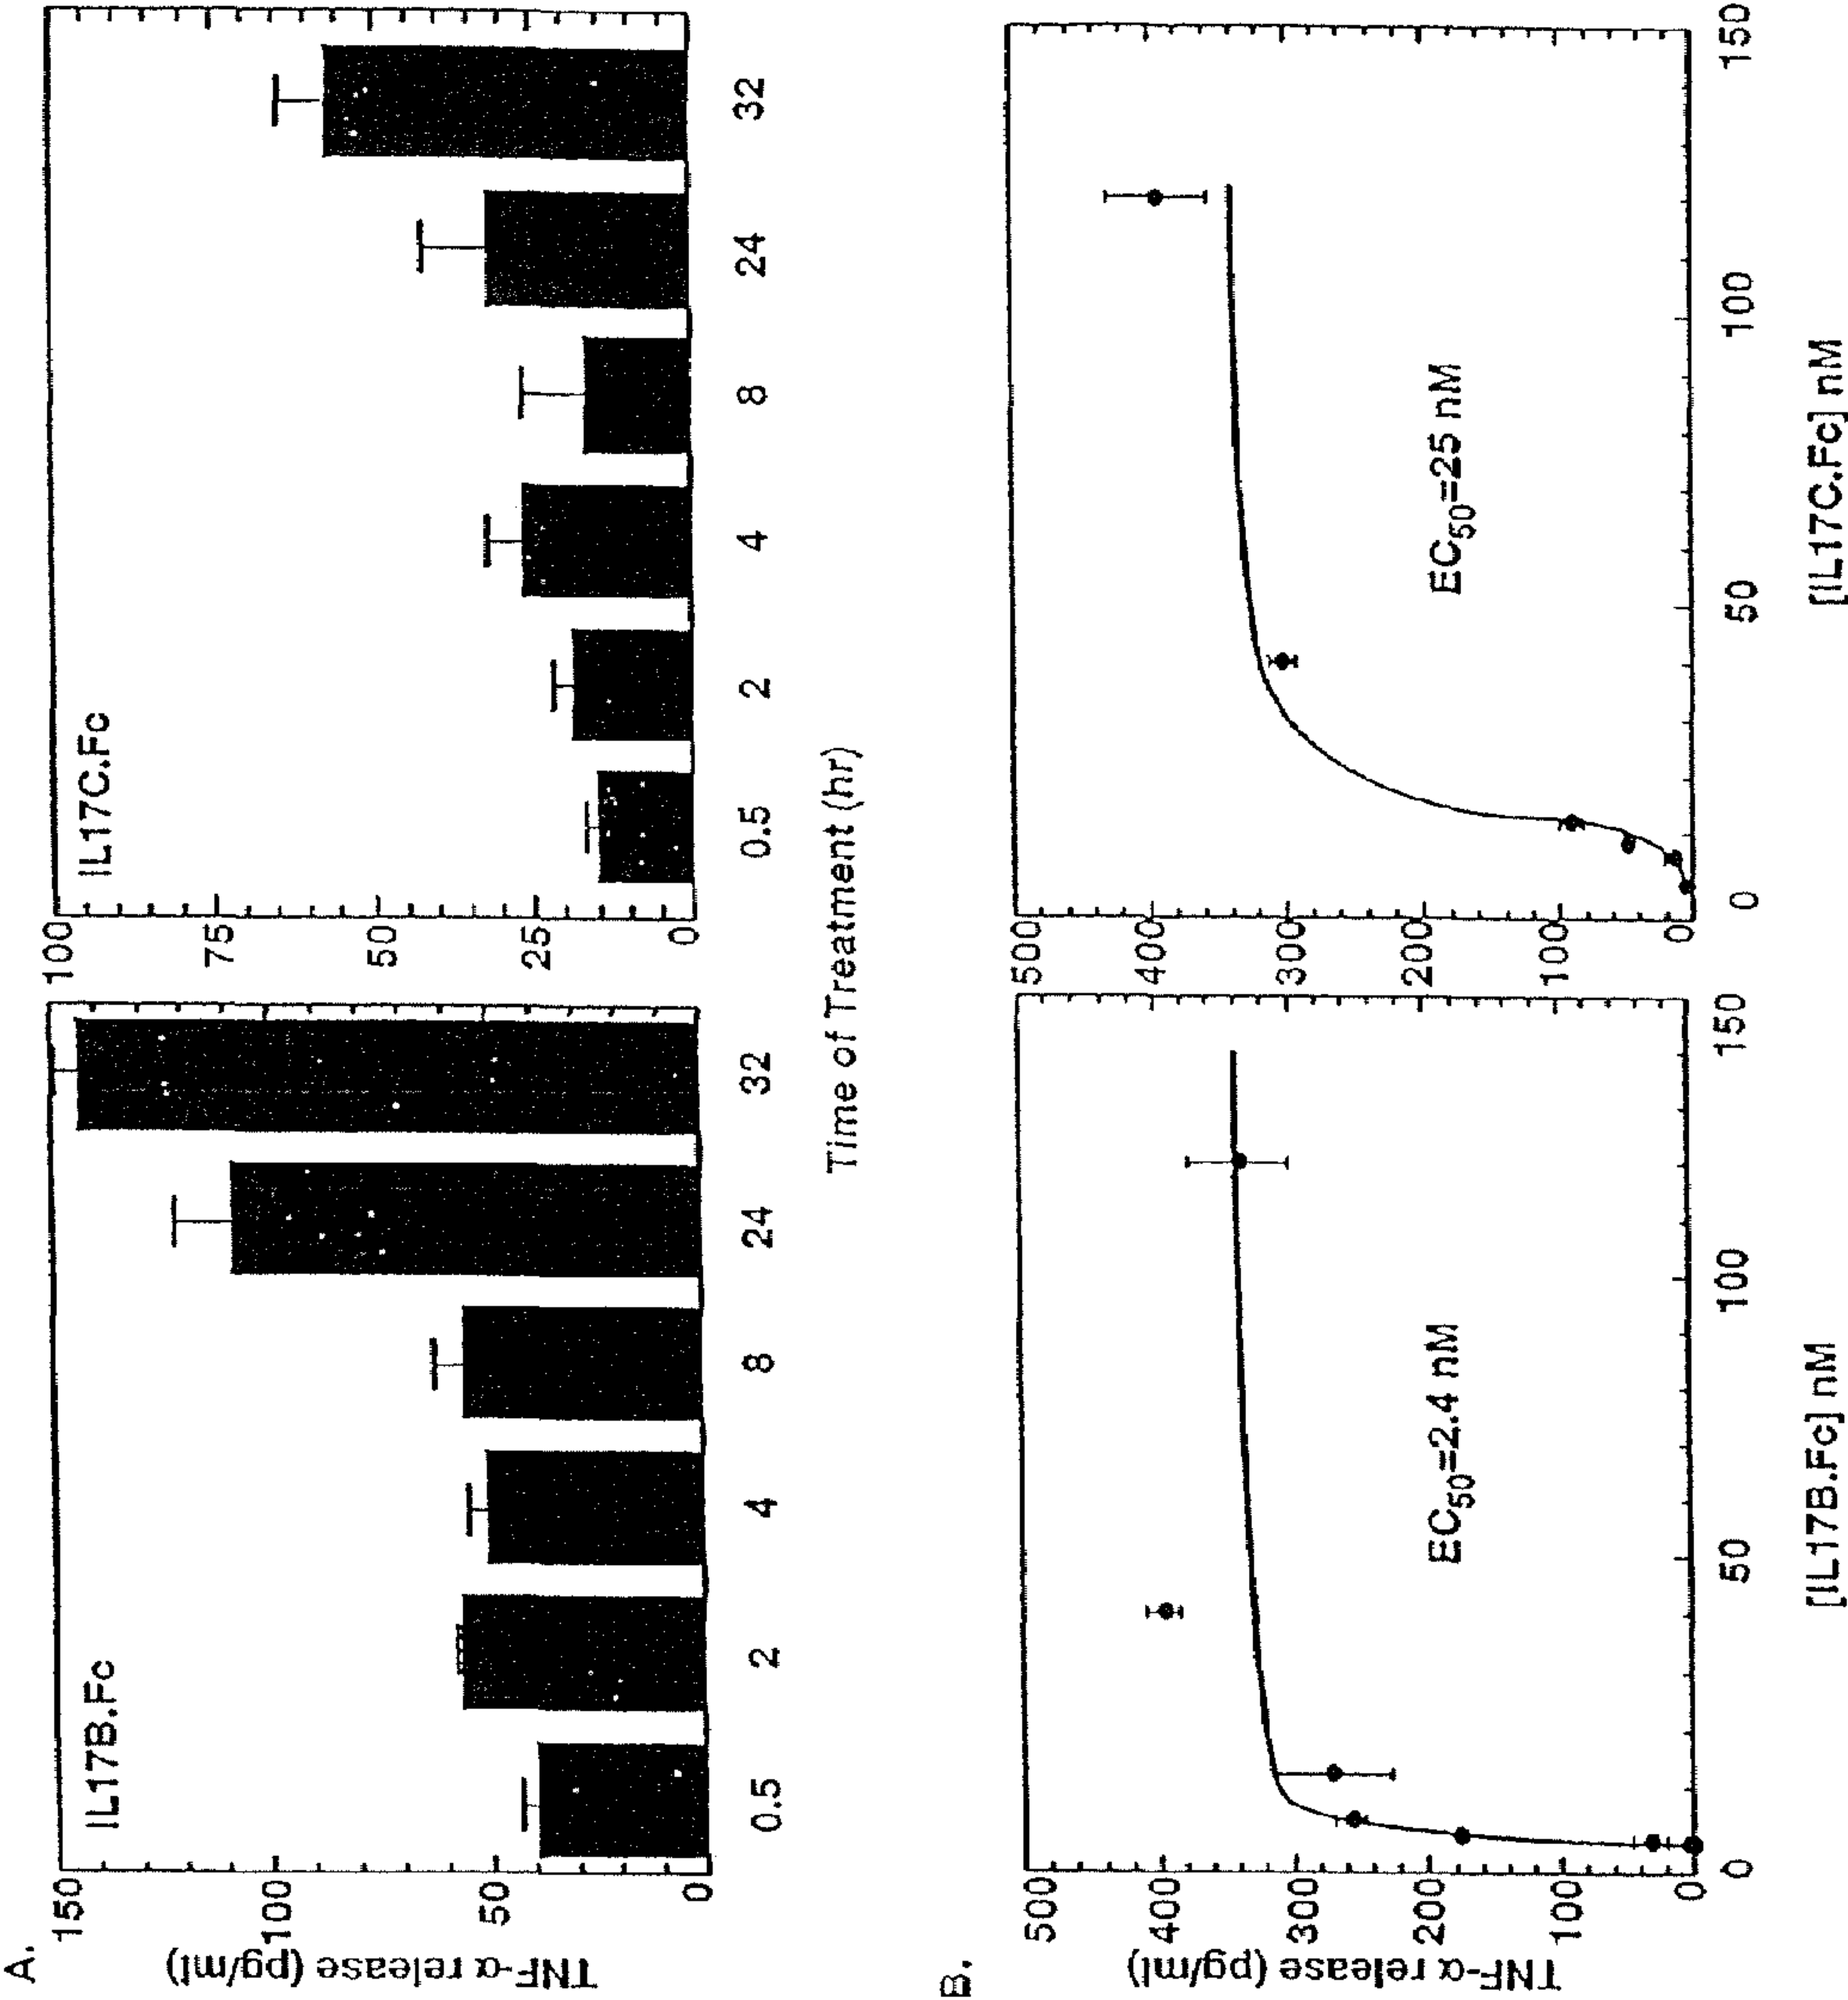 A.
TNF-α release (pg/ml)
150
100
50
0
IL17B.Fc
0.5 2 4 8 24 32
100
75
50
25
0
IL17C.Fc
0.5 2 4 8 24 32
Time of Treatment (hr)
B.
TNF-α release (pg/ml)
500
400
300
200
100
0
EC50=2.4 nM
0 50 100 150
[IL17B.Fc] nM
500
400
300
200
100
0
EC50=25 nM
0 50 100 150
[IL17C.Fc] nM